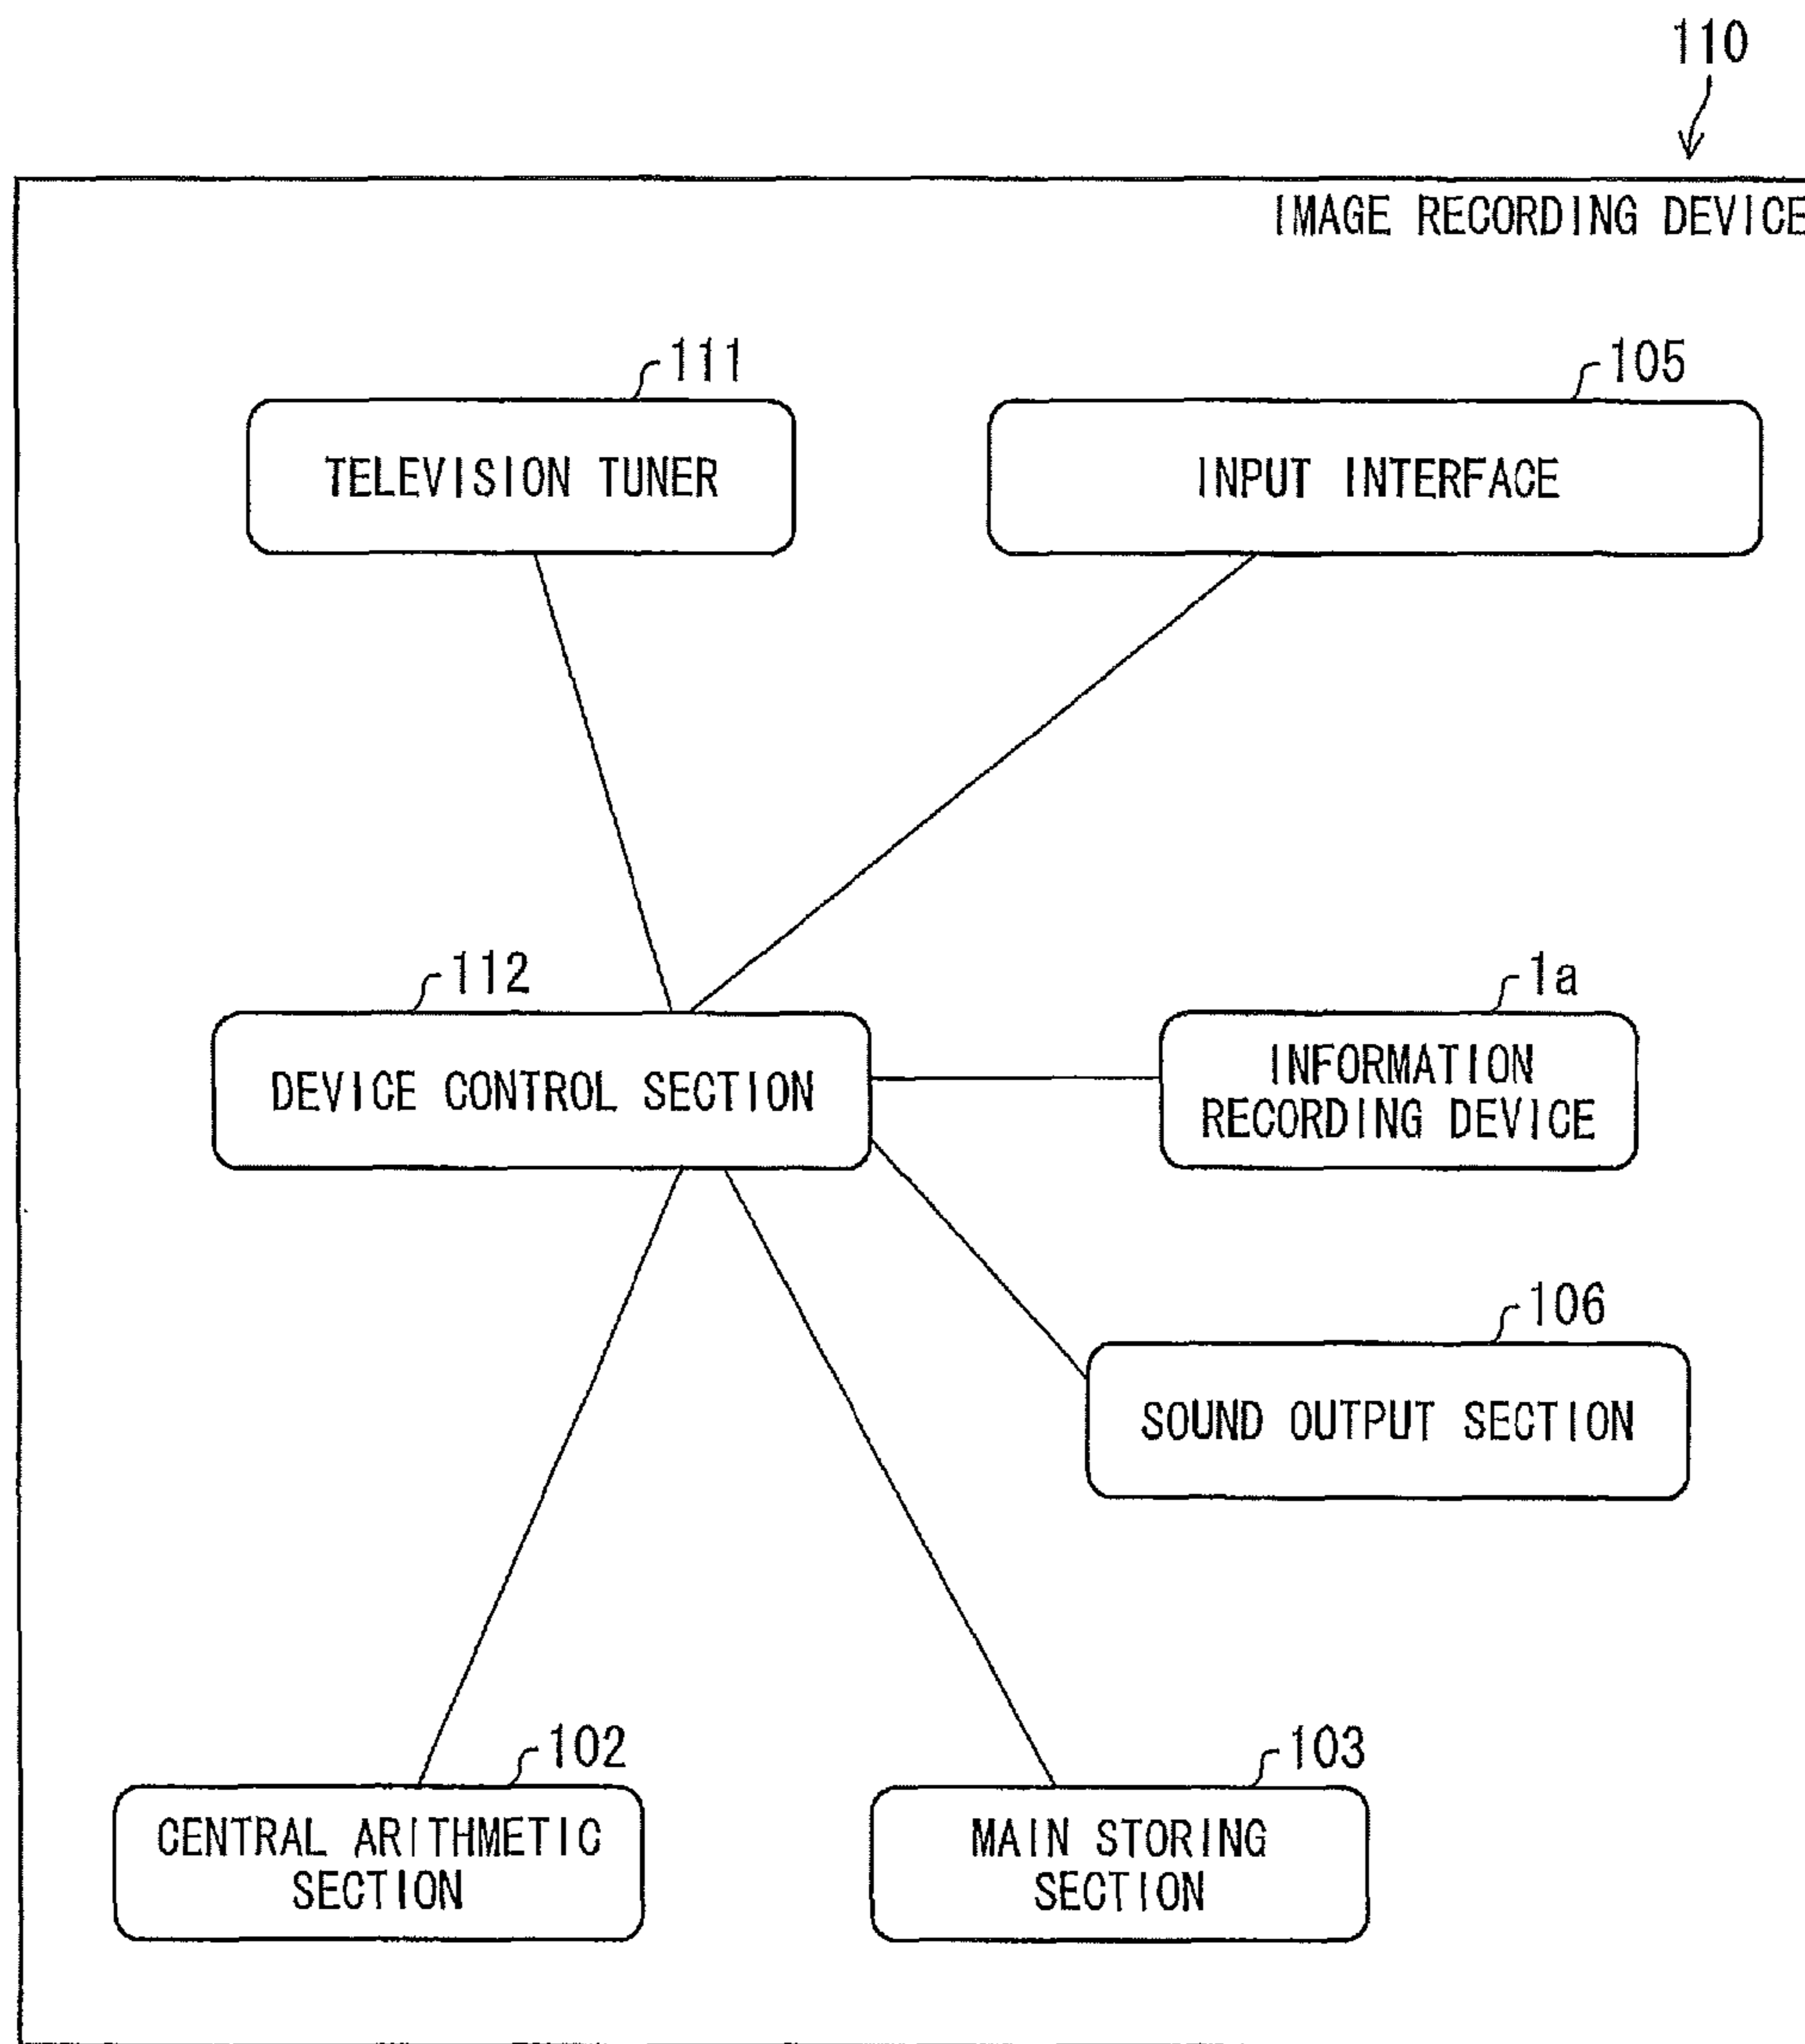 110
IMAGE RECORDING DEVICE
111
105
TELEVISION TUNER
INPUT INTERFACE
112
1a
DEVICE CONTROL SECTION
INFORMATION
RECORDING DEVICE
106
SOUND OUTPUT SECTION
102
103
CENTRAL ARITHMETIC
SECTION
MAIN STORING
SECTION